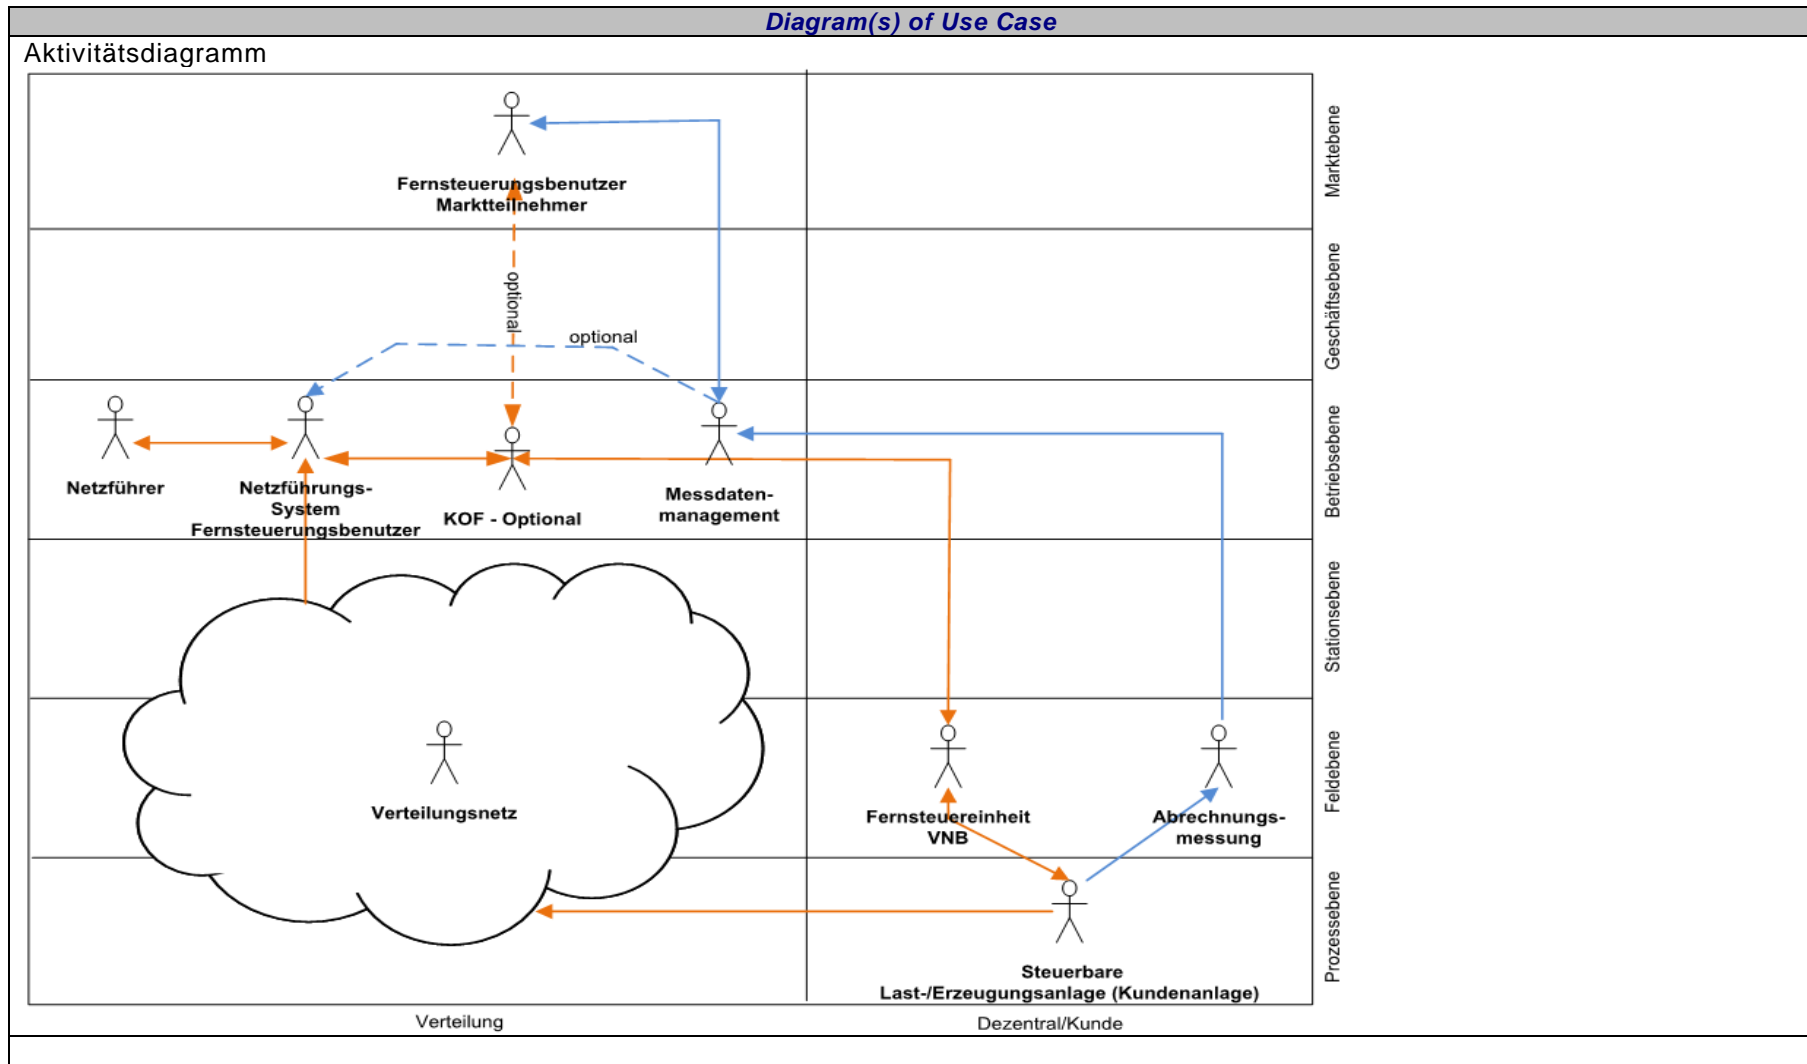 Diagram(s) of Use Case
Aktivitätsdiagramm
Fernsteuerungsbenutzer
Marktteilnehmer
Marktebene
optional
optional
Geschäftsebene
Netzführer
Netzführungs-
System
Fernsteuerungsbenutzer
KOF - Optional
Messdaten-
management
Betriebsebene
Stationsebene
Verteilungsnetz
Fernsteuereinheit
VNB
Abrechnungs-
messung
Feldebene
Steuerbare
Last-/Erzeugungsanlage (Kundenanlage)
Prozessebene
Verteilung
Dezentral/Kunde